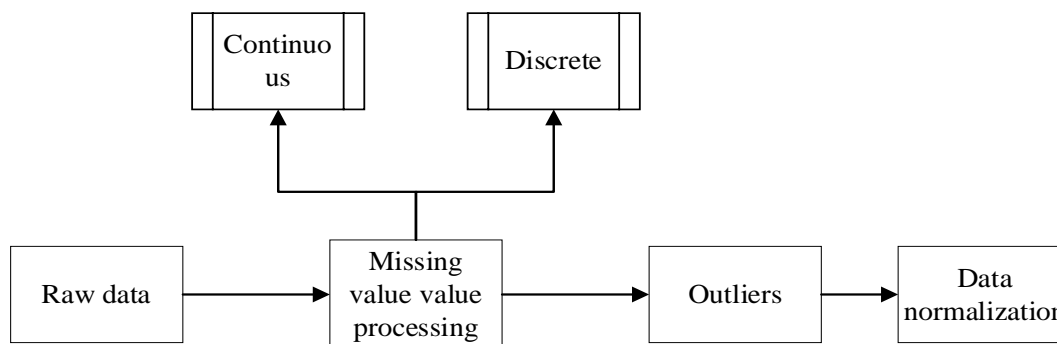 Continuo
us
Discrete
Raw data
Missing
value value
processing
Outliers
Data
normalization